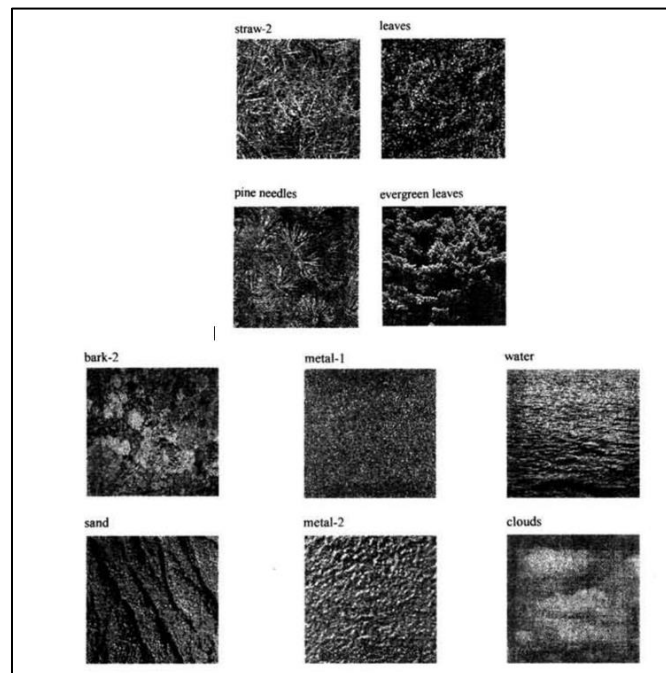 straw-2 leaves
pine needles evergreen leaves
bark-2 metal-1 water
sand metal-2 clouds